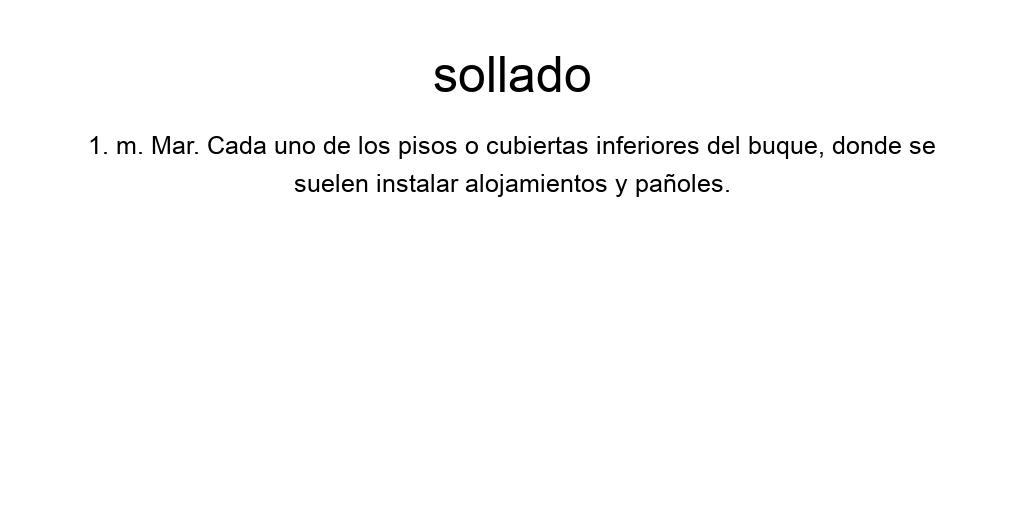 sollado
1. m. Mar. Cada uno de los pisos o cubiertas inferiores del buque, donde se
suelen instalar alojamientos y pañoles.